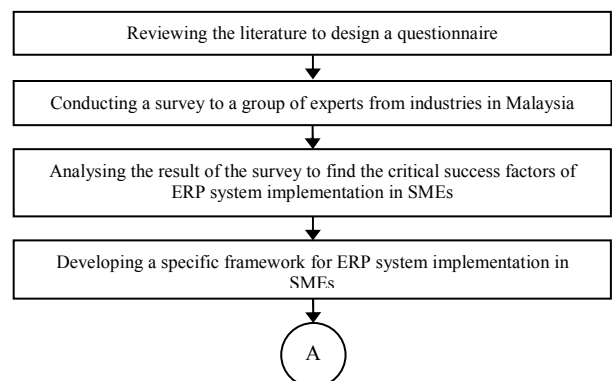 Reviewing the literature to design a questionnaire
Conducting a survey to a group of experts from industries in Malaysia
Analysing the result of the survey to find the critical success factors of
ERP system implementation in SMEs
Developing a specific framework for ERP system implementation in
SMEs
A